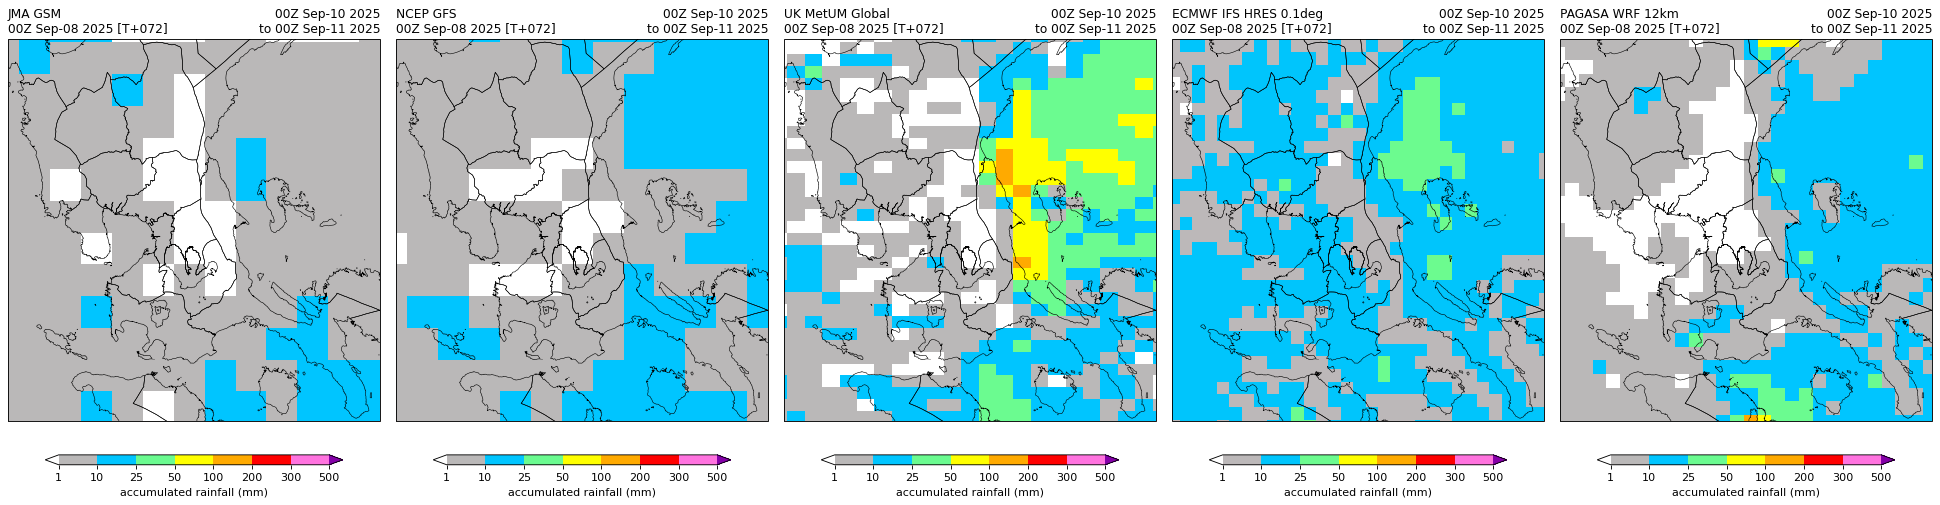 JMA GSM 00Z Sep-10 2025
00Z Sep-08 2025 [T+072] to 00Z Sep-11 2025
NCEP GFS 00Z Sep-10 2025
00Z Sep-08 2025 [T+072] to 00Z Sep-11 2025
UK MetUM Global 00Z Sep-10 2025
00Z Sep-08 2025 [T+072] to 00Z Sep-11 2025
ECMWF IFS HRES 0.1deg 00Z Sep-10 2025
00Z Sep-08 2025 [T+072] to 00Z Sep-11 2025
PAGASA WRF 12km 00Z Sep-10 2025
00Z Sep-08 2025 [T+072] to 00Z Sep-11 2025
1 10 25 50 100 200 300 500
accumulated rainfall (mm)
1 10 25 50 100 200 300 500
accumulated rainfall (mm)
1 10 25 50 100 200 300 500
accumulated rainfall (mm)
1 10 25 50 100 200 300 500
accumulated rainfall (mm)
1 10 25 50 100 200 300 500
accumulated rainfall (mm)